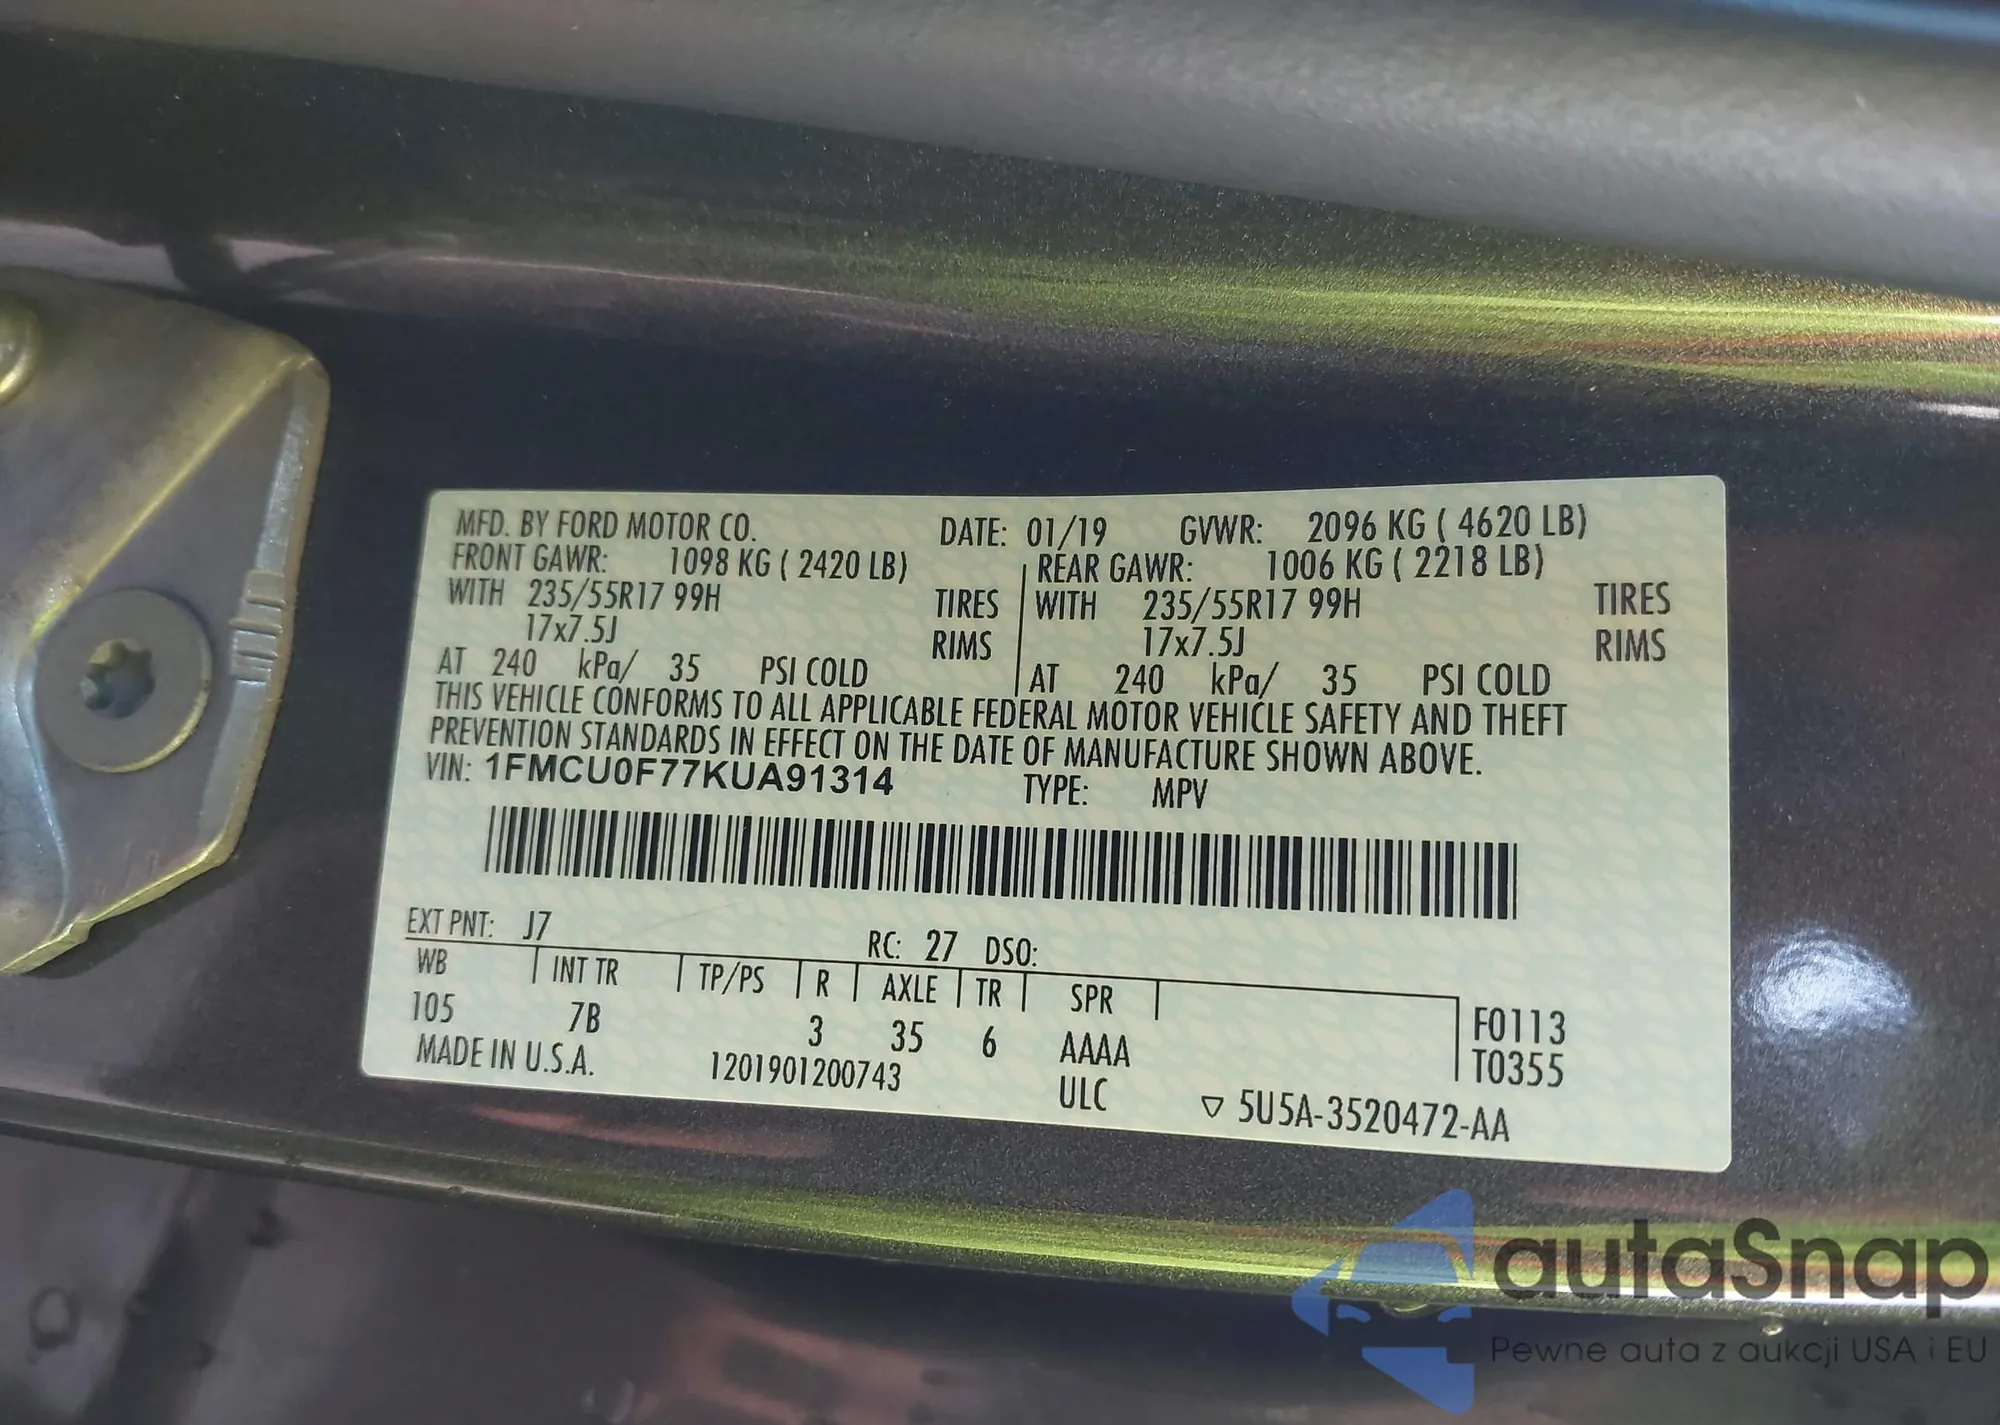 MFD. BY FORD MOTOR CO. DATE: 01/19 GVWR: 2096 KG ( 4620 LB)
FRONT GAWR: 1098 KG ( 2420 LB) REAR GAWR: 1006 KG ( 2218 LB)
WITH 235/55R17 99H TIRES WITH 235/55R17 99H TIRES
17x7.5J RIMS 17x7.5J RIMS
AT 240 kPa/ 35 PSI COLD AT 240 kPa/ 35 PSI COLD
THIS VEHICLE CONFORMS TO ALL APPLICABLE FEDERAL MOTOR VEHICLE SAFETY AND THEFT
PREVENTION STANDARDS IN EFFECT ON THE DATE OF MANUFACTURE SHOWN ABOVE.
VIN: 1FMCU0F77KUA91314 TYPE: MPV
EXT PNT: J7 RC: 27 DSO:
WB INT TR TP/PS R AXLE TR SPR
105 7B 3 35 6 AAAA F0113
MADE IN U.S.A. 1201901200743 ULC T0355
▽ 5U5A-3520472-AA
autaSnap
Pewne auta z aukcji USA i EU